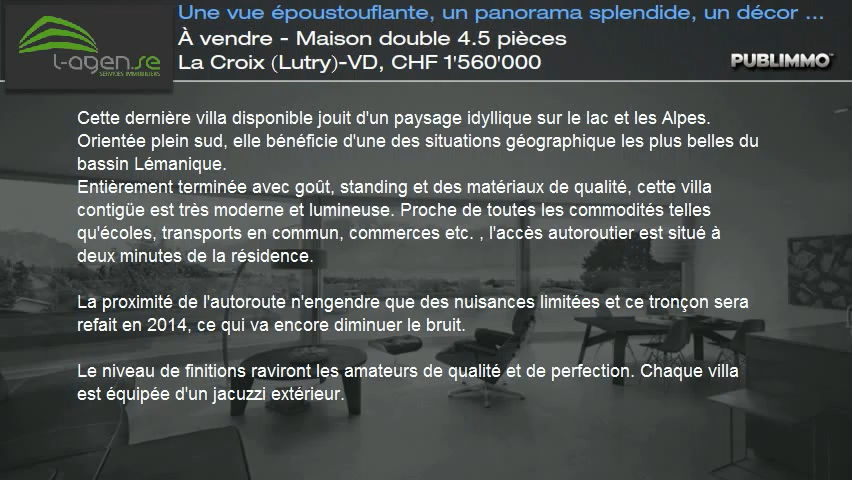 Une vue époustouflante, un panorama splendide, un décor ...
À vendre - Maison double 4.5 pièces
La Croix (Lutry)-VD, CHF 1'560'000
l-agen.se
SERVICES IMMOBILIERS
PUBLIMMO
Cette dernière villa disponible jouit d'un paysage idyllique sur le lac et les Alpes.
Orientée plein sud, elle bénéficie d'une des situations géographique les plus belles du
bassin Lémanique.
Entièrement terminée avec goût, standing et des matériaux de qualité, cette villa
contigüe est très moderne et lumineuse. Proche de toutes les commodités telles
qu'écoles, transports en commun, commerces etc. , l'accès autoroutier est situé à
deux minutes de la résidence.
La proximité de l'autoroute n'engendre que des nuisances limitées et ce tronçon sera
refait en 2014, ce qui va encore diminuer le bruit.
Le niveau de finitions raviront les amateurs de qualité et de perfection. Chaque villa
est équipée d'un jacuzzi extérieur.